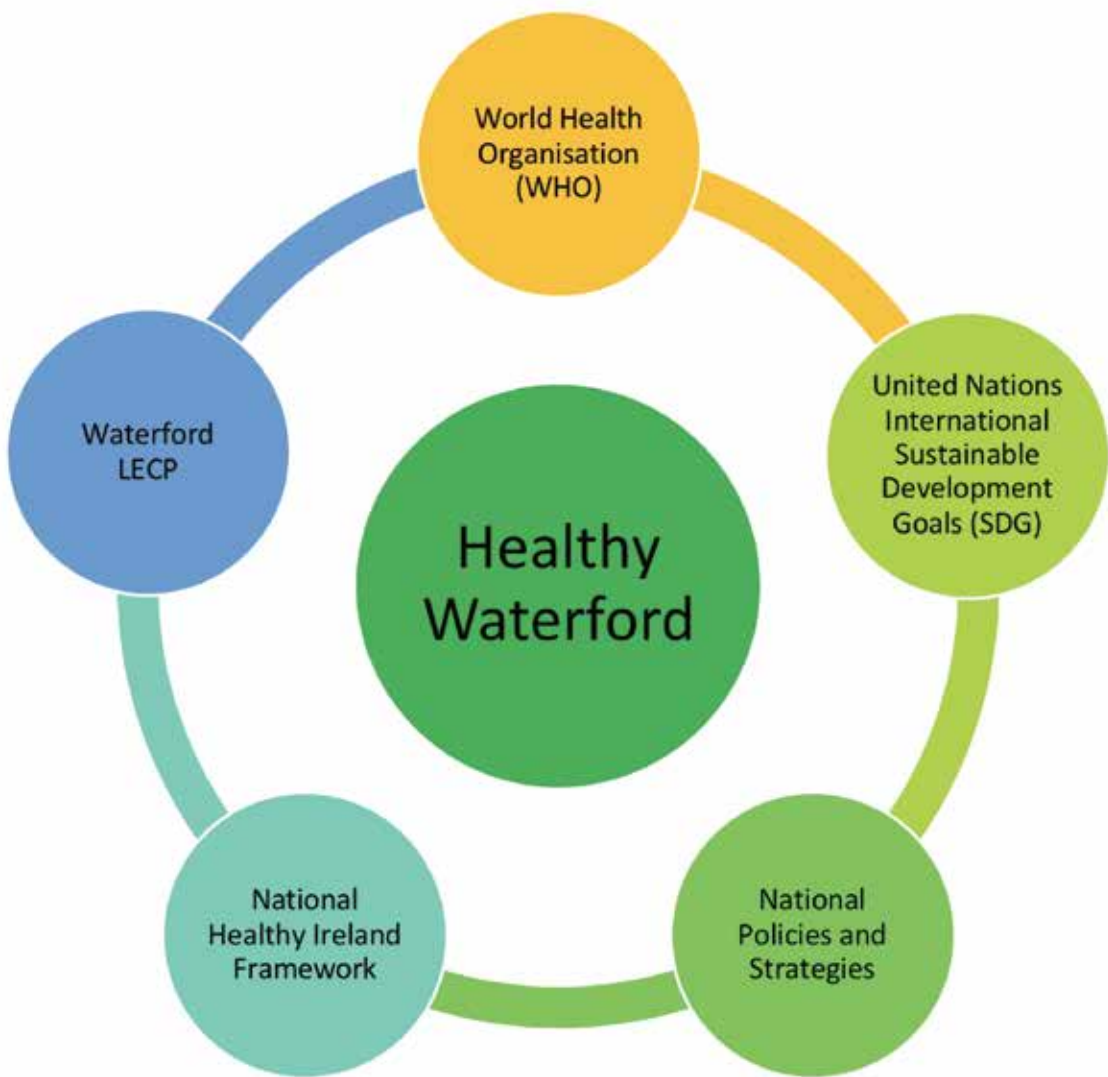 World Health
Organisation
(WHO)
United Nations
International
Sustainable
Development
Goals (SDG)
National
Policies and
Strategies
National
Healthy Ireland
Framework
Waterford
LECP
Healthy
Waterford